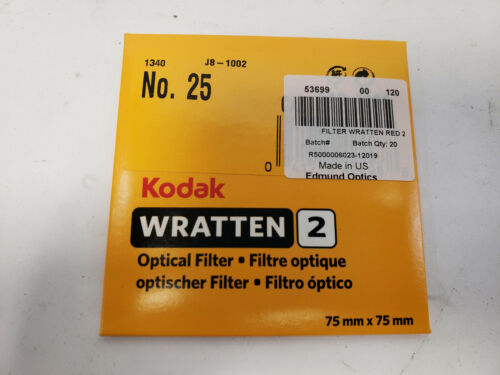 1340 J8-1002
No. 25
53699 00 120
FILTER WRATTEN RED 2
Batch# Batch Qty: 20
R5000006023-12019
Made in US
Edmund Optics
0
Kodak
WRATTEN 2
Optical Filter • Filtre optique
optischer Filter • Filtro óptico
75 mm x 75 mm